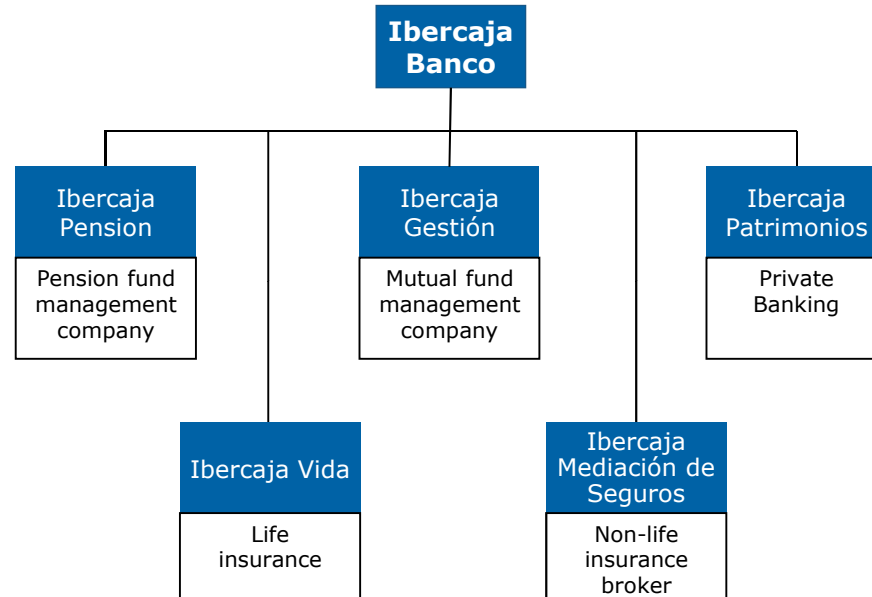 Ibercaja
Banco
Ibercaja
Pension
Pension fund
management
company
Ibercaja
Gestión
Mutual fund
management
company
Ibercaja
Patrimonios
Private
Banking
Ibercaja Vida
Life
insurance
Ibercaja
Mediación de
Seguros
Non-life
insurance
broker